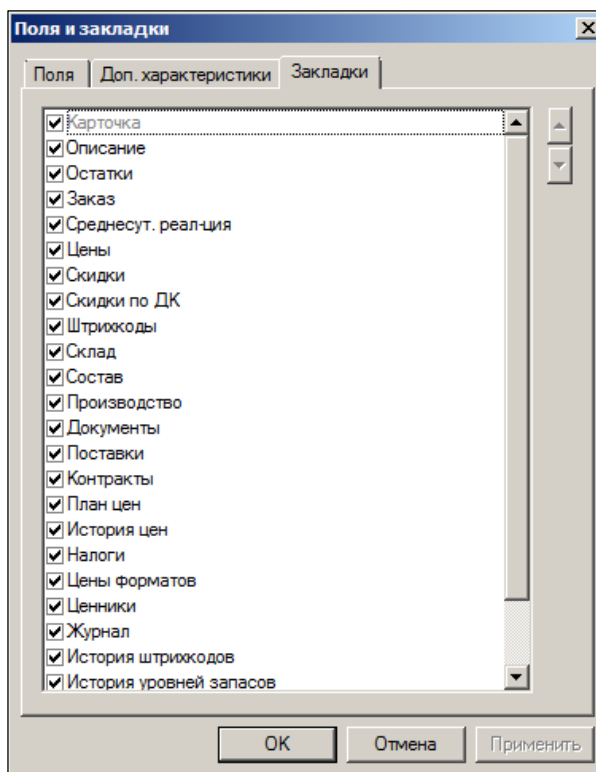 Поля и закладки
Поля Доп. характеристики Закладки
Карточка
Описание
Остатки
Заказ
Среднесут. реал-ция
Цены
Скидки
Скидки по ДК
Штрихкоды
Склад
Состав
Производство
Документы
Поставки
Контракты
План цен
История цен
Налоги
Цены форматов
Ценники
Журнал
История штрихкодов
История уровней запасов
OK Отмена Применить